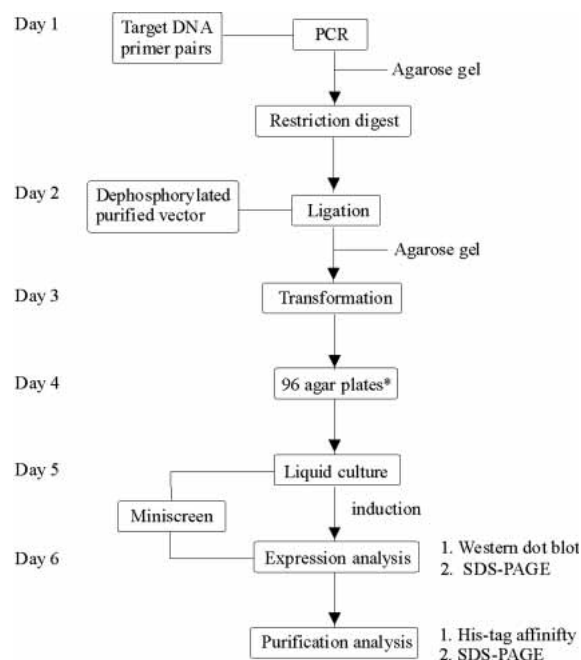 Day 1
Target DNA
primer pairs
PCR
Agarose gel
Restriction digest
Day 2
Dephosphorylated
purified vector
Ligation
Agarose gel
Day 3
Transformation
Day 4
96 agar plates*
Day 5
Liquid culture
Miniscreen
induction
Day 6
Expression analysis
1. Western dot blot
2. SDS-PAGE
Purification analysis
1. His-tag affinifty
2. SDS-PAGE